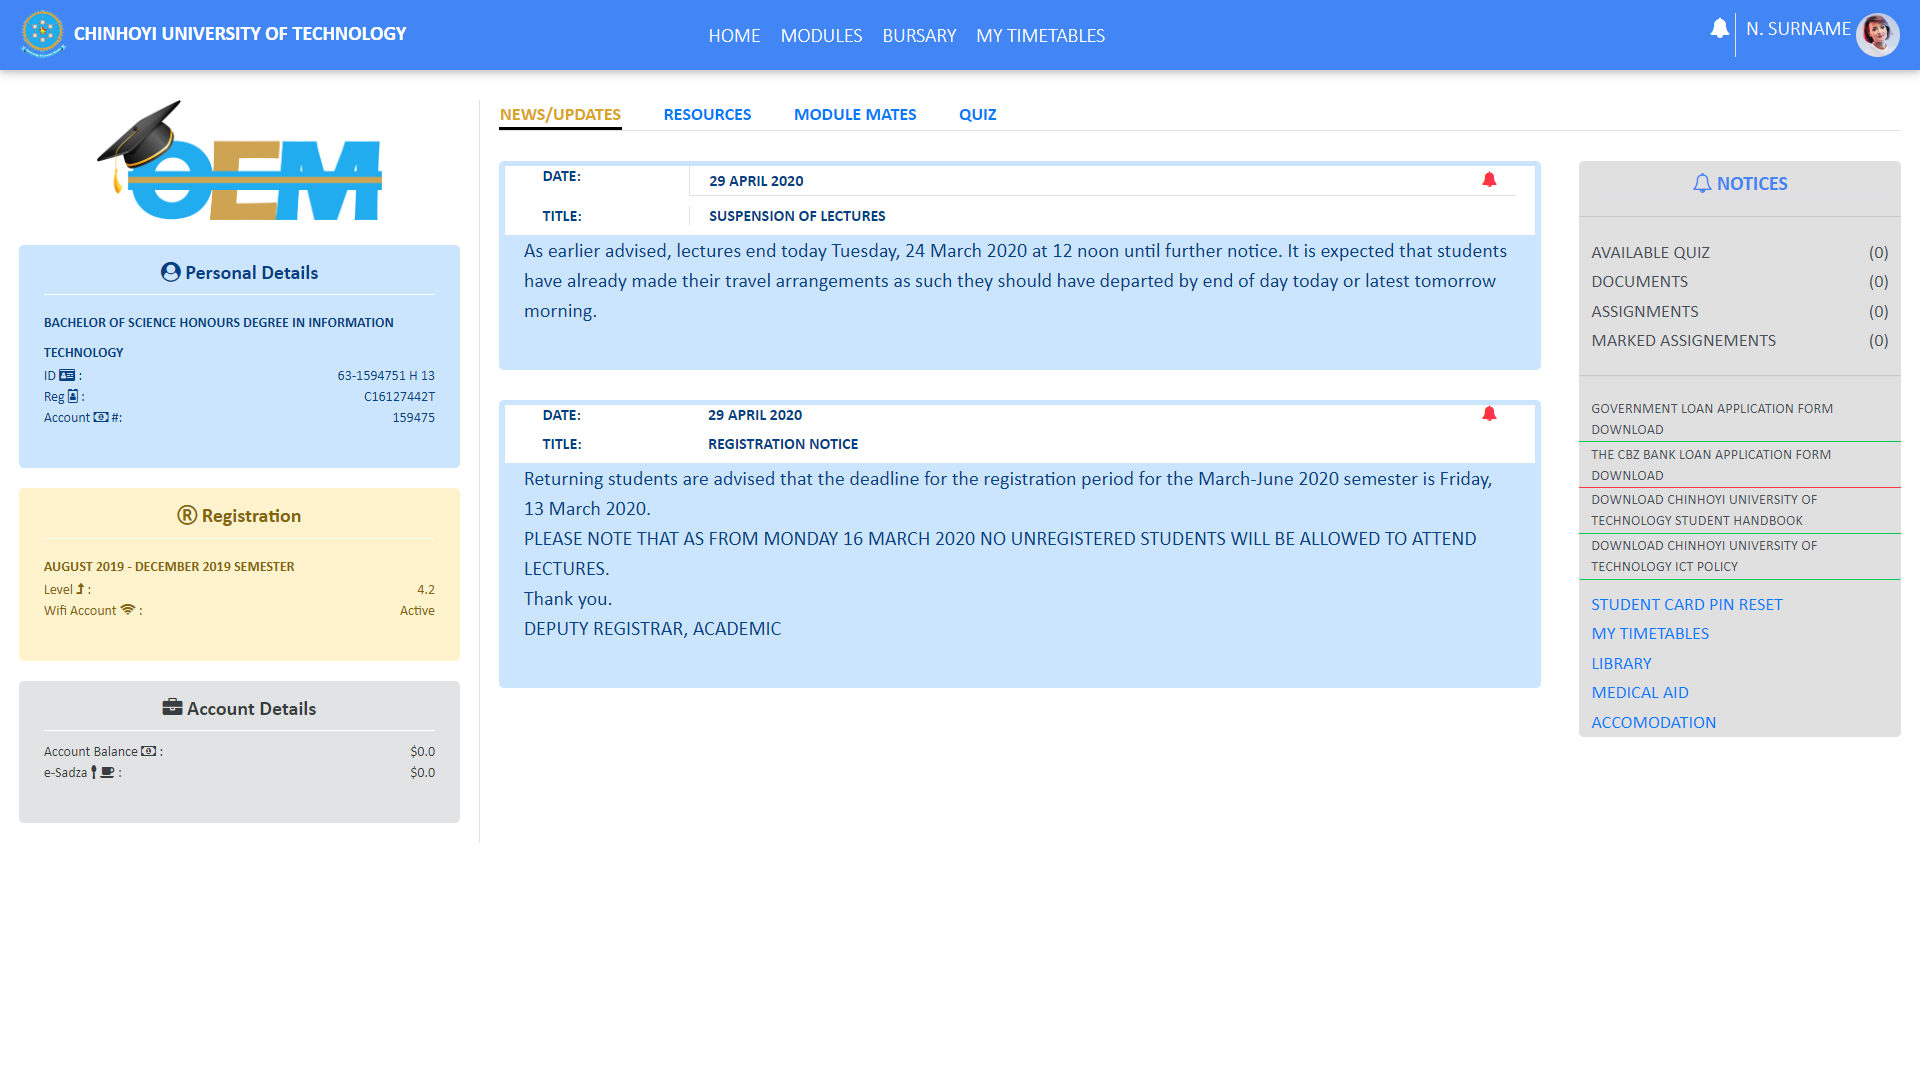 CHINHOYI UNIVERSITY OF TECHNOLOGY
HOME MODULES BURSARY MY TIMETABLES
N. SURNAME
OEM
Personal Details
BACHELOR OF SCIENCE HONOURS DEGREE IN INFORMATION
TECHNOLOGY
ID : 63-1594751 H 13
Reg : C16127442T
Account #: 159475
® Registration
AUGUST 2019 - DECEMBER 2019 SEMESTER
Level : 4.2
Wifi Account : Active
Account Details
Account Balance : $0.0
e-Sadza : $0.0
NEWS/UPDATES RESOURCES MODULE MATES QUIZ
DATE: 29 APRIL 2020
TITLE: SUSPENSION OF LECTURES
As earlier advised, lectures end today Tuesday, 24 March 2020 at 12 noon until further notice. It is expected that students
have already made their travel arrangements as such they should have departed by end of day today or latest tomorrow
morning.
DATE: 29 APRIL 2020
TITLE: REGISTRATION NOTICE
Returning students are advised that the deadline for the registration period for the March-June 2020 semester is Friday,
13 March 2020.
PLEASE NOTE THAT AS FROM MONDAY 16 MARCH 2020 NO UNREGISTERED STUDENTS WILL BE ALLOWED TO ATTEND
LECTURES.
Thank you.
DEPUTY REGISTRAR, ACADEMIC
NOTICES
AVAILABLE QUIZ (0)
DOCUMENTS (0)
ASSIGNMENTS (0)
MARKED ASSIGNEMENTS (0)
GOVERNMENT LOAN APPLICATION FORM
DOWNLOAD
THE CBZ BANK LOAN APPLICATION FORM
DOWNLOAD
DOWNLOAD CHINHOYI UNIVERSITY OF
TECHNOLOGY STUDENT HANDBOOK
DOWNLOAD CHINHOYI UNIVERSITY OF
TECHNOLOGY ICT POLICY
STUDENT CARD PIN RESET
MY TIMETABLES
LIBRARY
MEDICAL AID
ACCOMODATION